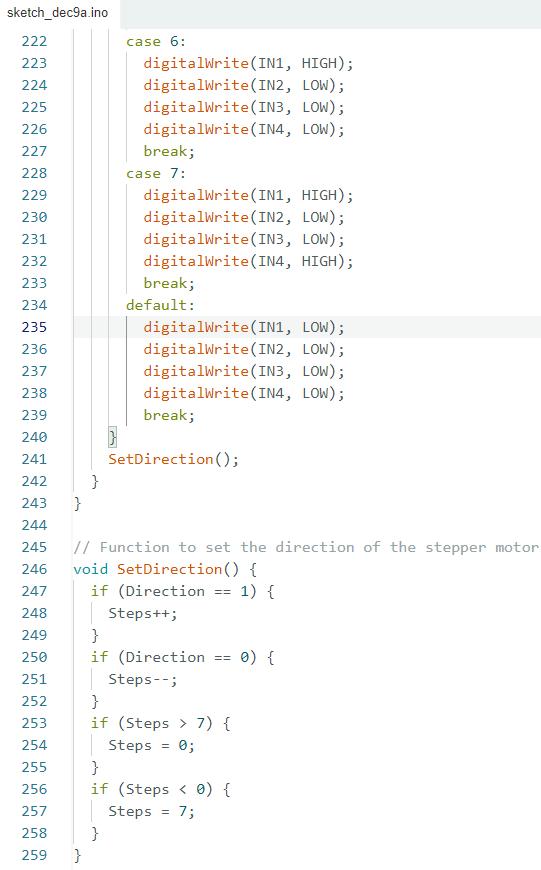 sketch_dec9a.ino
222 case 6:
223 digitalWrite(IN1, HIGH);
224 digitalWrite(IN2, LOW);
225 digitalWrite(IN3, LOW);
226 digitalWrite(IN4, LOW);
227 break;
228 case 7:
229 digitalWrite(IN1, HIGH);
230 digitalWrite(IN2, LOW);
231 digitalWrite(IN3, LOW);
232 digitalWrite(IN4, HIGH);
233 break;
234 default:
235 digitalWrite(IN1, LOW);
236 digitalWrite(IN2, LOW);
237 digitalWrite(IN3, LOW);
238 digitalWrite(IN4, LOW);
239 break;
240 }
241 SetDirection();
242 }
243 }
244
245 // Function to set the direction of the stepper motor
246 void SetDirection() {
247 if (Direction == 1) {
248 Steps++;
249 }
250 if (Direction == 0) {
251 Steps--;
252 }
253 if (Steps > 7) {
254 Steps = 0;
255 }
256 if (Steps < 0) {
257 Steps = 7;
258 }
259 }